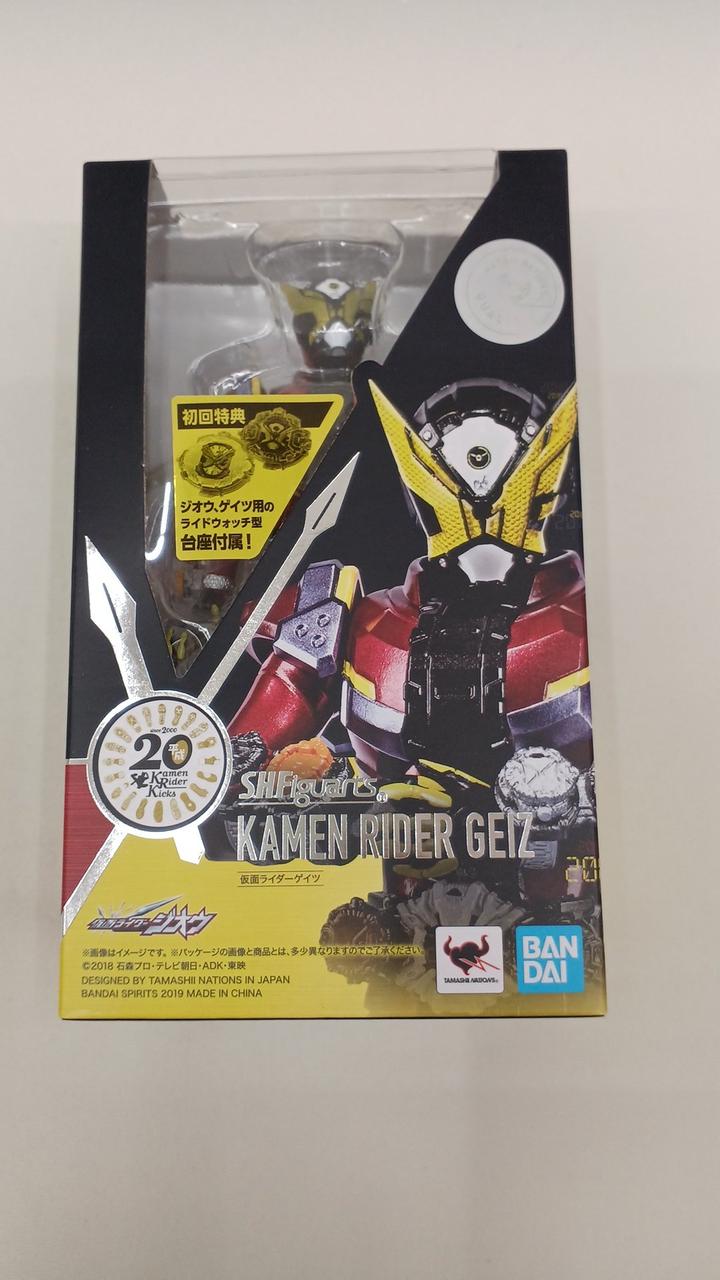 初回特典
ジオウ、ゲイツ用の
ライドウォッチ型
台座付属！
since 2000
20 平成
Kamen
Rider
Kicks
S.H.Figuarts
KAMEN RIDER GEIZ
仮面ライダーゲイツ
仮面ライダージオウ
※画像はイメージです。※パッケージの画像と商品とは、多少異なりますのでご了承ください。
©2018 石森プロ・テレビ朝日・ADK・東映
DESIGNED BY TAMASHII NATIONS IN JAPAN
BANDAI SPIRITS 2019 MADE IN CHINA
TAMASHII NATIONS
BAN
DAI